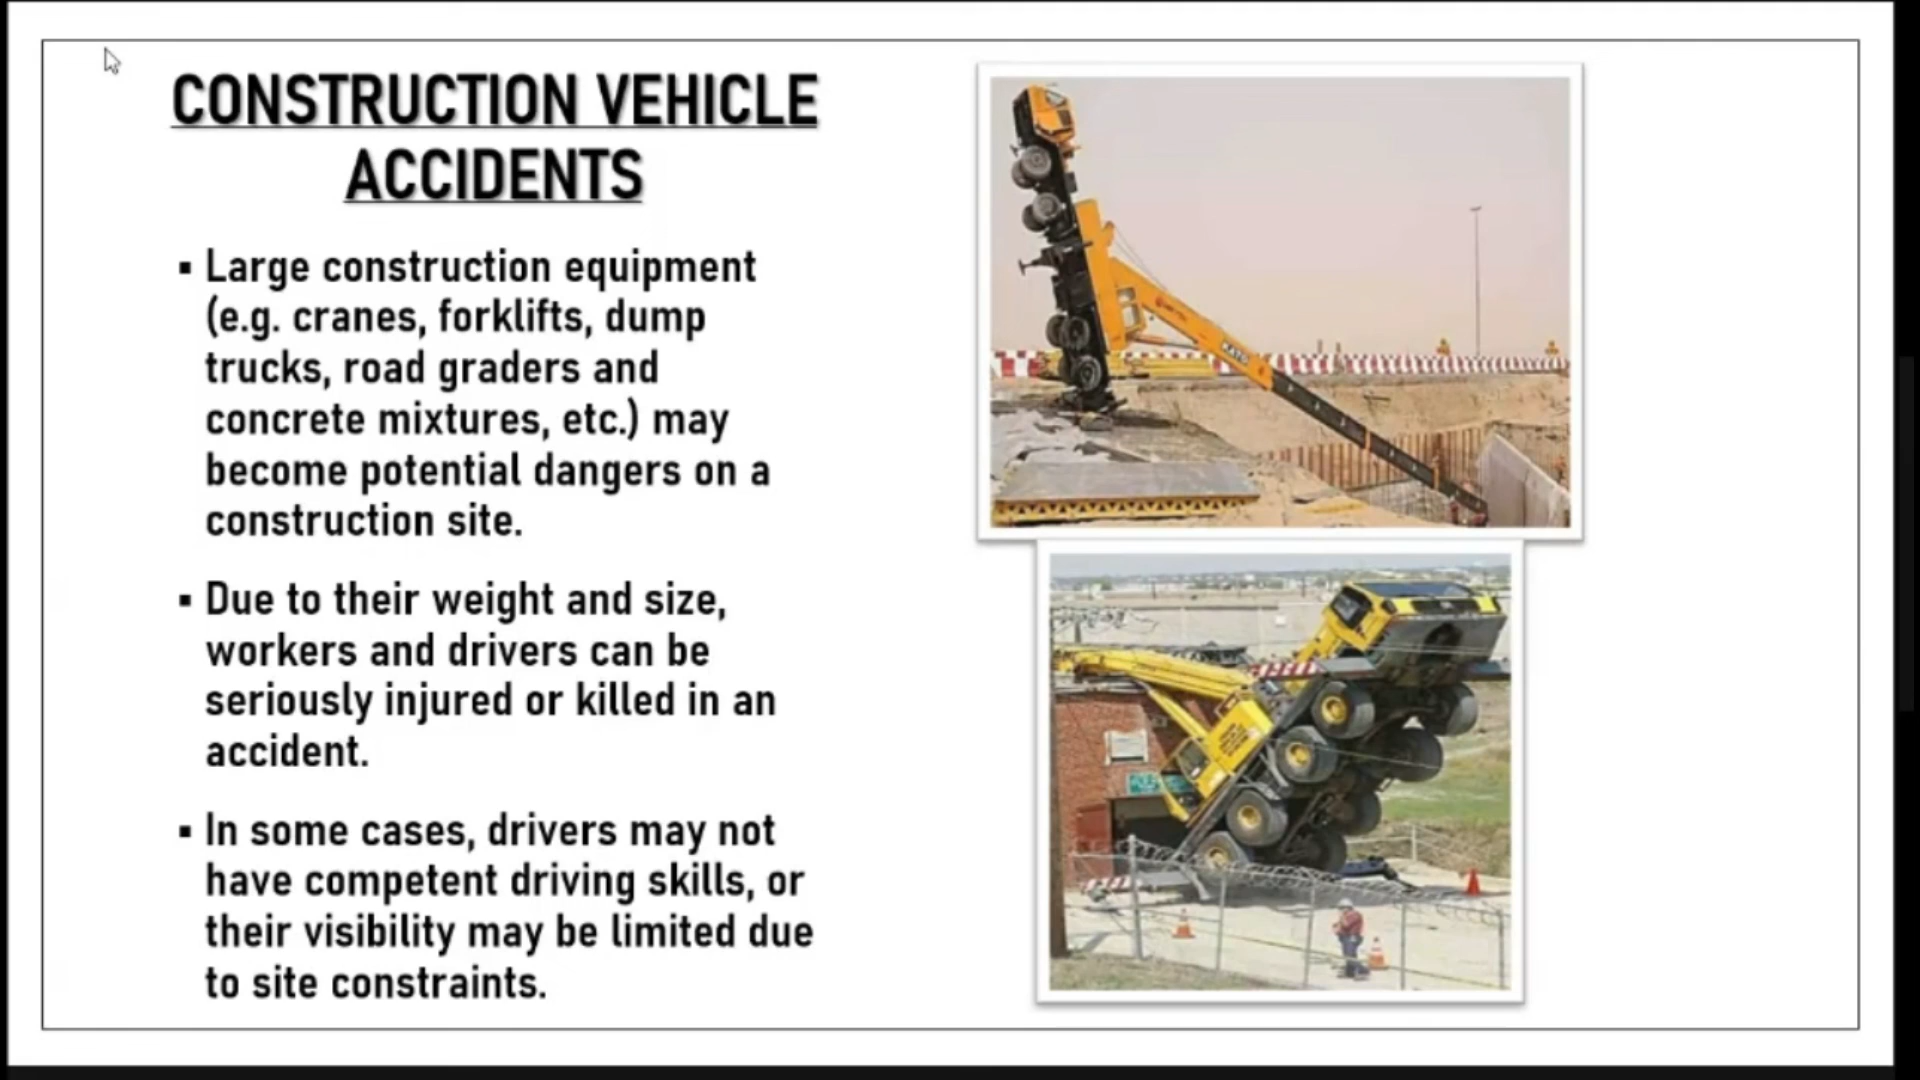 CONSTRUCTION VEHICLE
ACCIDENTS
▪ Large construction equipment
(e.g. cranes, forklifts, dump
trucks, road graders and
concrete mixtures, etc.) may
become potential dangers on a
construction site.
▪ Due to their weight and size,
workers and drivers can be
seriously injured or killed in an
accident.
▪ In some cases, drivers may not
have competent driving skills, or
their visibility may be limited due
to site constraints.
KATO